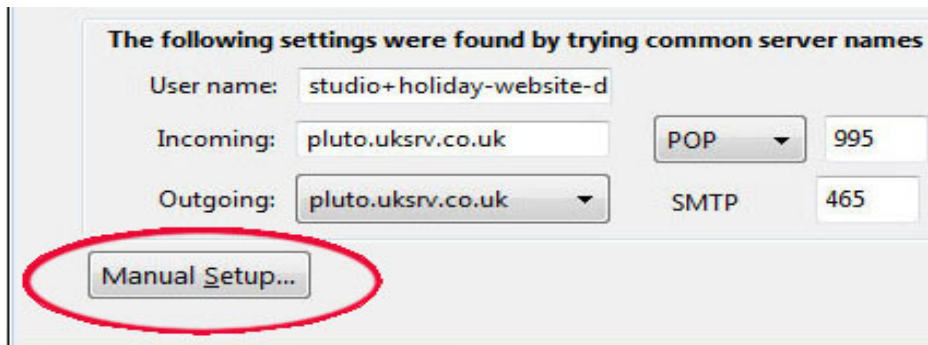 The following settings were found by trying common server names
User name: studio+holiday-website-d
Incoming: pluto.uksrv.co.uk POP 995
Outgoing: pluto.uksrv.co.uk SMTP 465
Manual Setup...